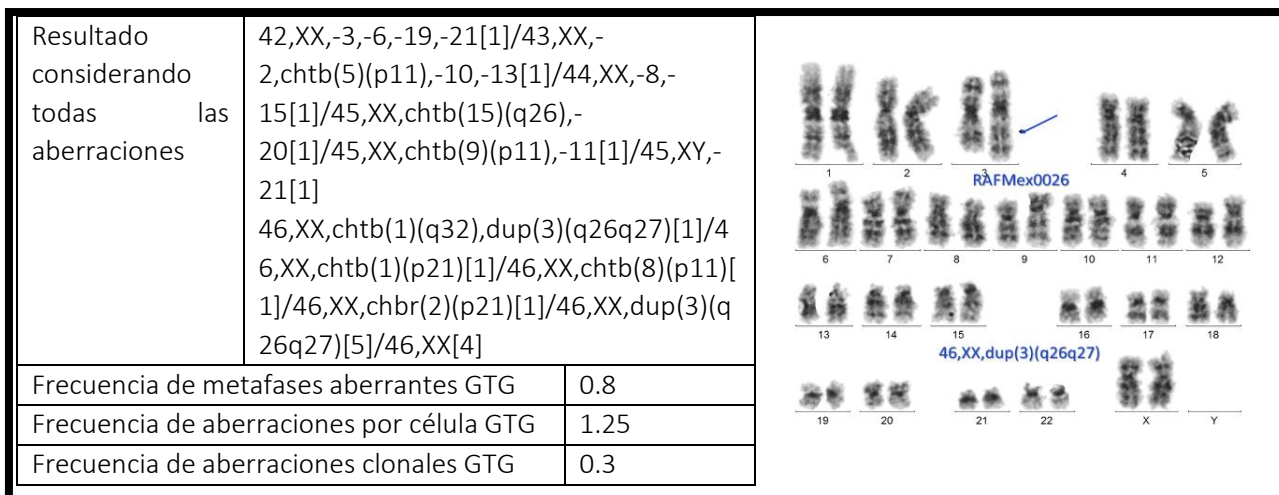 Resultado
considerando
todas las
aberraciones
42,XX,-3,-6,-19,-21[1]/43,XX,-
2,chtb(5)(p11),-10,-13[1]/44,XX,-8,-
15[1]/45,XX,chtb(15)(q26),-
20[1]/45,XX,chtb(9)(p11),-11[1]/45,XY,-
21[1]
46,XX,chtb(1)(q32),dup(3)(q26q27)[1]/4
6,XX,chtb(1)(p21)[1]/46,XX,chtb(8)(p11)[
1]/46,XX,chbr(2)(p21)[1]/46,XX,dup(3)(q
26q27)[5]/46,XX[4]
Frecuencia de metafases aberrantes GTG 0.8
Frecuencia de aberraciones por célula GTG 1.25
Frecuencia de aberraciones clonales GTG 0.3
1 2 3 4 5
RAFMex0026
6 7 8 9 10 11 12
13 14 15 16 17 18
46,XX,dup(3)(q26q27)
19 20 21 22 X Y